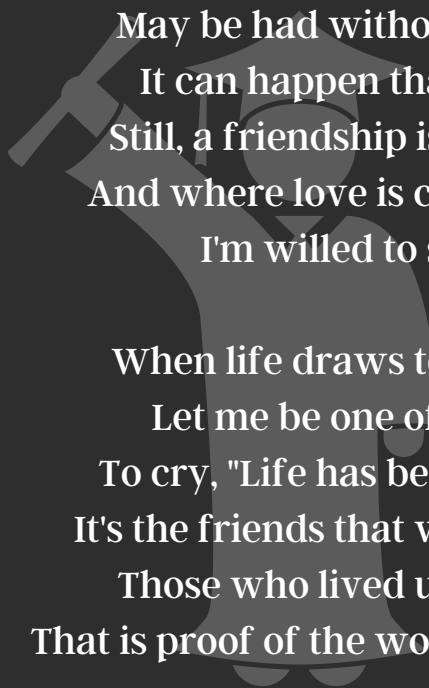 May be had witho
It can happen tha
Still, a friendship i
And where love is c
I'm willed to s
When life draws to
Let me be one of
To cry, "Life has be
It's the friends that w
Those who lived u
That is proof of the wo